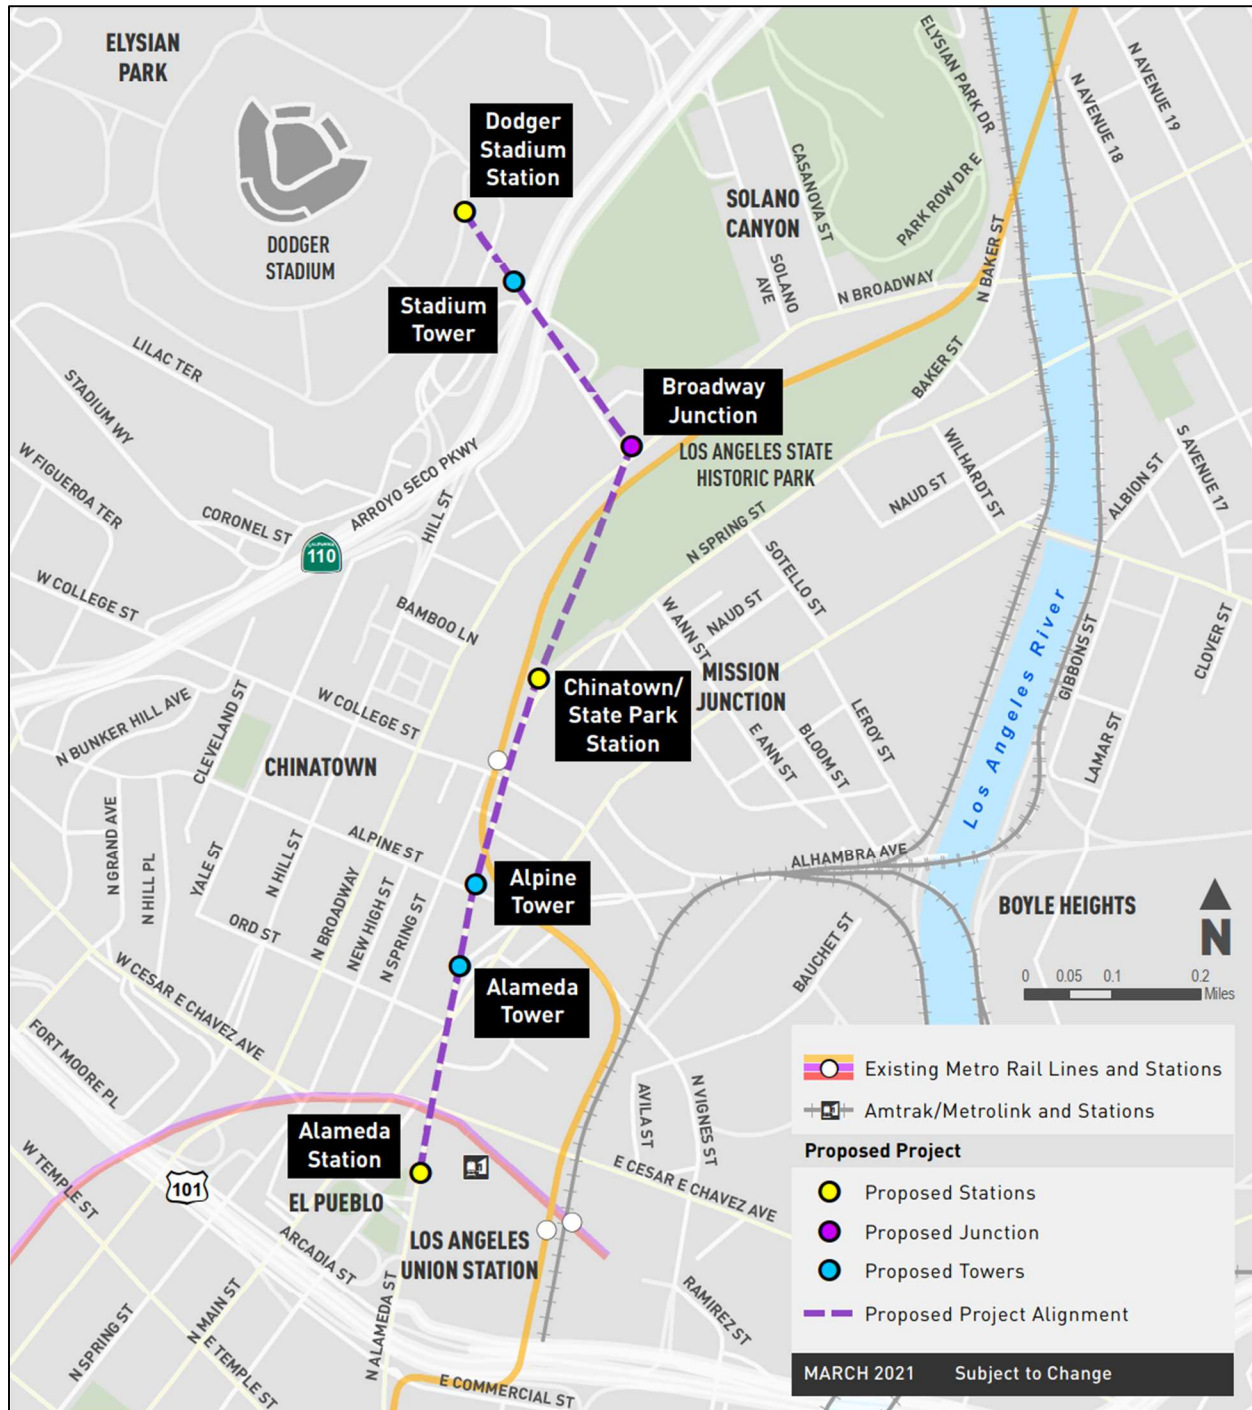 ELYSIAN
PARK
Dodger
Stadium
Station
DODGER
STADIUM
Stadium
Tower
ELYSIAN PARK DR
N AVENUE 19
N AVENUE 18
CASANOVA ST
PARK ROW DR E
SOLANO
CANYON
SOLANO
AVE
N BROADWAY
N BAKER ST
BAKER ST
LILAC TER
STADIUM WY
W FIGUEROA TER
CORONEL ST
ARROYO SECO PKWY
HILL ST
CALIFORNIA
110
Broadway
Junction
LOS ANGELES STATE
HISTORIC PARK
WILHARDT ST
NAUD ST
ALBION ST
S AVENUE 17
N SPRING ST
SOTELLO ST
NAUD ST
W ANN ST
W COLLEGE ST
BAMBOO LN
MISSION
JUNCTION
Chinatown/
State Park
Station
W COLLEGE ST
N BUNKER HILL AVE
CLEVELAND ST
CHINATOWN
E ANN ST
BLOOM ST
LEROY ST
Los Angeles River
GIBBONS ST
CLOVER ST
LAMAR ST
N GRAND AVE
N HILL PL
YALE ST
N HILL ST
ALPINE ST
ORD ST
N BROADWAY
NEW HIGH ST
N SPRING ST
Alpine
Tower
Alameda
Tower
ALHAMBRA AVE
BAUCHET ST
BOYLE HEIGHTS
N
0 0.05 0.1 0.2
Miles
W CESAR E CHAVEZ AVE
FORT MOORE PL
W TEMPLE ST
101
Alameda
Station
EL PUEBLO
ARCADIA ST
LOS ANGELES
UNION STATION
AVILA ST
N VIGNES ST
E CESAR E CHAVEZ AVE
RAMIREZ ST
N SPRING ST
N MAIN ST
E TEMPLE ST
N ALAMEDA ST
E COMMERCIAL ST
Existing Metro Rail Lines and Stations
Amtrak/Metrolink and Stations
Proposed Project
Proposed Stations
Proposed Junction
Proposed Towers
Proposed Project Alignment
MARCH 2021 Subject to Change